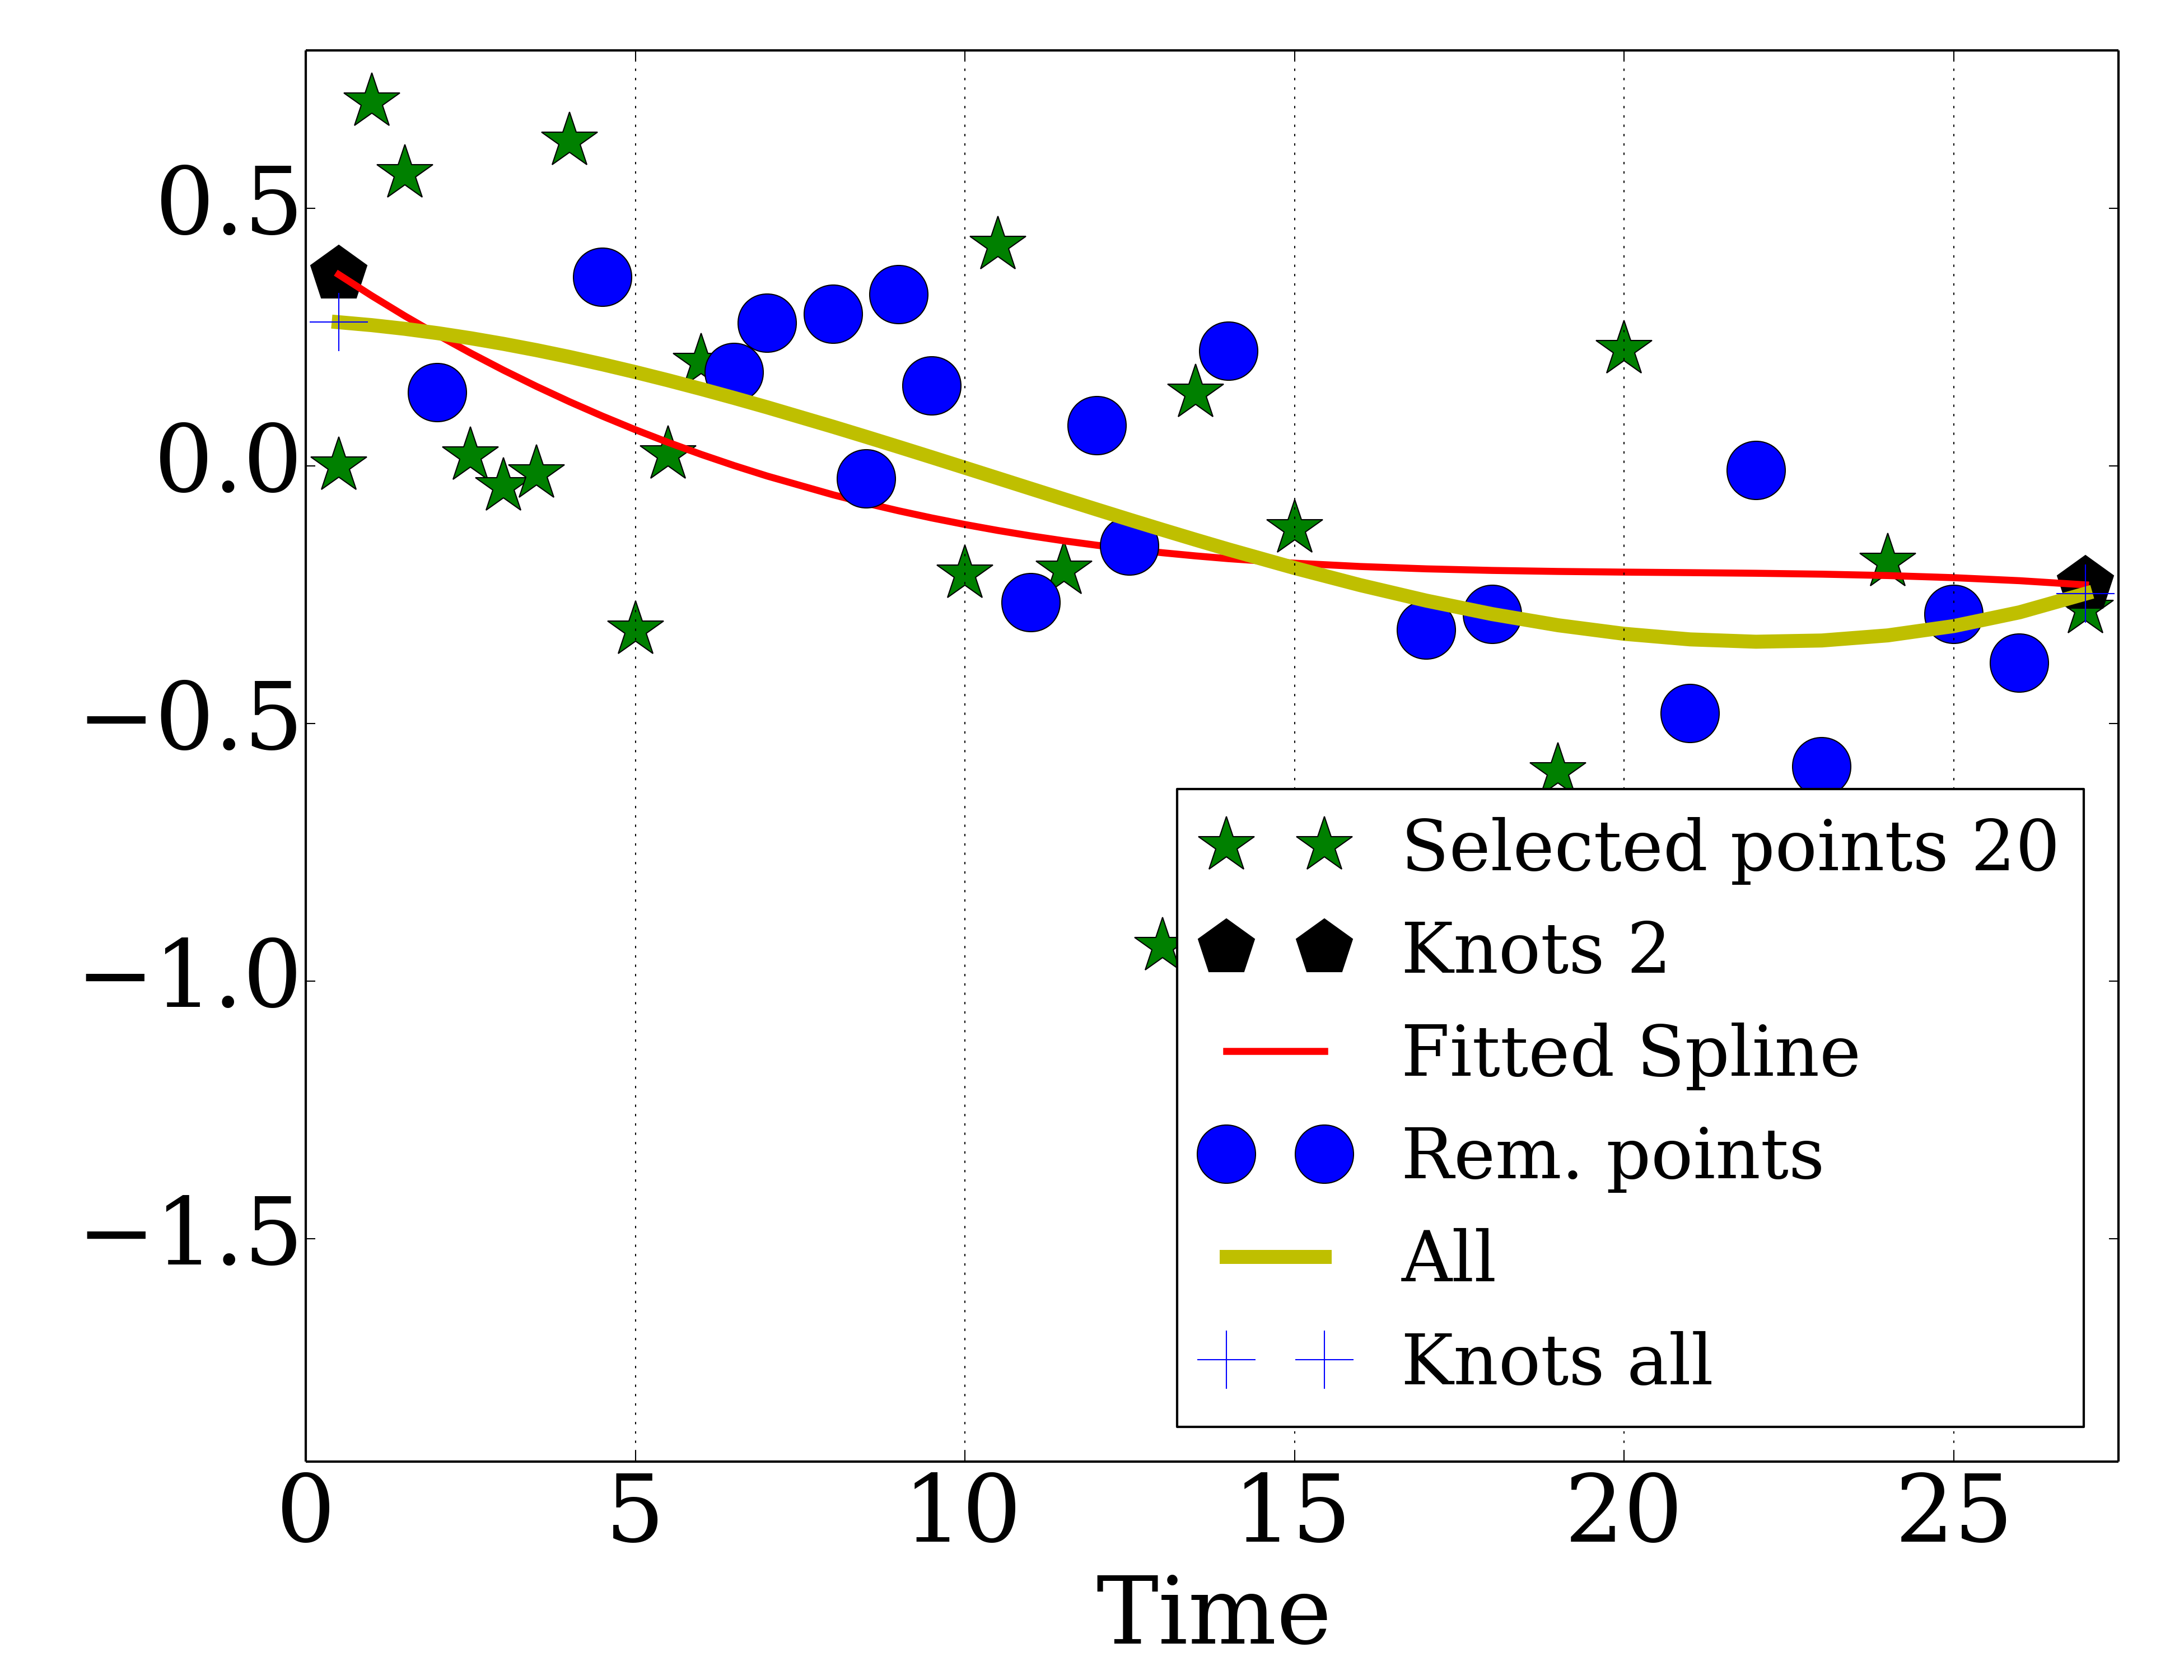 0.5
0.0
−0.5
−1.0
−1.5
Selected points 20
Knots 2
Fitted Spline
Rem. points
All
Knots all
0 5 10 15 20 25
Time